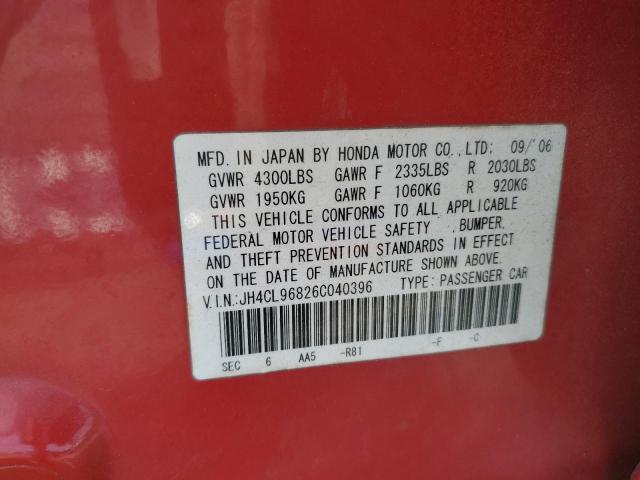 MFD. IN JAPAN BY HONDA MOTOR CO.,LTD: 09/'06
GVWR 4300LBS GAWR F 2335LBS R 2030LBS
GVWR 1950KG GAWR F 1060KG R 920KG
THIS VEHICLE CONFORMS TO ALL APPLICABLE
FEDERAL MOTOR VEHICLE SAFETY ,BUMPER,
AND THEFT PREVENTION STANDARDS IN EFFECT
ON THE DATE OF MANUFACTURE SHOWN ABOVE.
V.I.N:JH4CL96826C040396 TYPE: PASSENGER CAR
SEC 6 AA5 -R81 -F -C